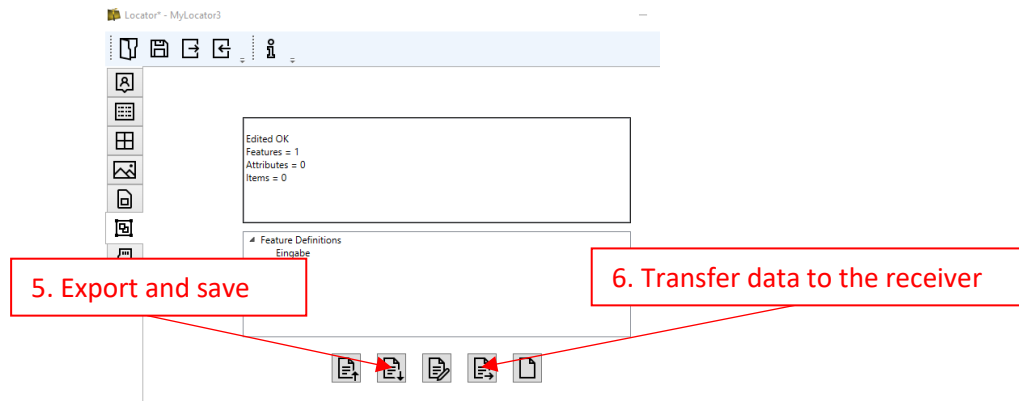 Locator* - MyLocator3
Edited OK
Features = 1
Attributes = 0
Items = 0
Feature Definitions
Eingabe
5. Export and save
6. Transfer data to the receiver